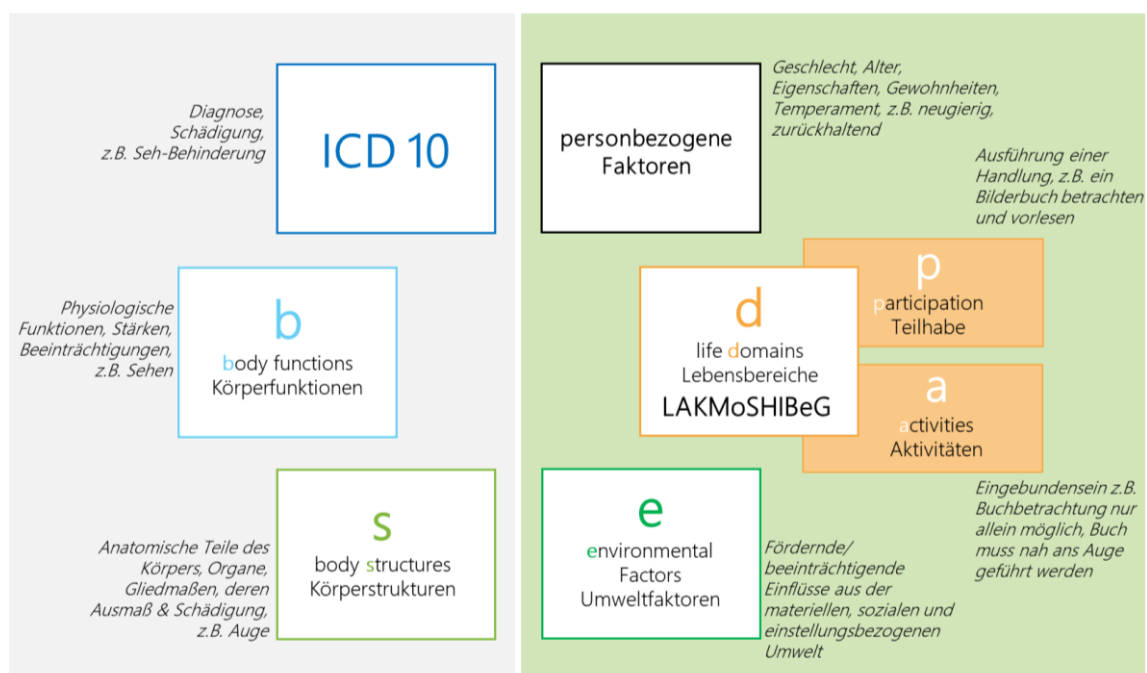 Diagnose,
Schädigung,
z.B. Seh-Behinderung
ICD 10
personbezogene
Faktoren
Geschlecht, Alter,
Eigenschaften, Gewohnheiten,
Temperament, z.B. neugierig,
zurückhaltend
Ausführung einer
Handlung, z.B. ein
Bilderbuch betrachten
und vorlesen
Physiologische
Funktionen, Stärken,
Beeinträchtigungen,
z.B. Sehen
b
body functions
Körperfunktionen
d
life domains
Lebensbereiche
LAKMoSHIBeG
p
participation
Teilhabe
a
activities
Aktivitäten
Anatomische Teile des
Körpers, Organe,
Gliedmaßen, deren
Ausmaß & Schädigung,
z.B. Auge
s
body structures
Körperstrukturen
e
environmental
Factors
Umweltfaktoren
Fördernde/
beeinträchtigende
Einflüsse aus der
materiellen, sozialen und
einstellungsbezogenen
Umwelt
Eingebundensein z.B.
Buchbetrachtung nur
allein möglich, Buch
muss nah ans Auge
geführt werden